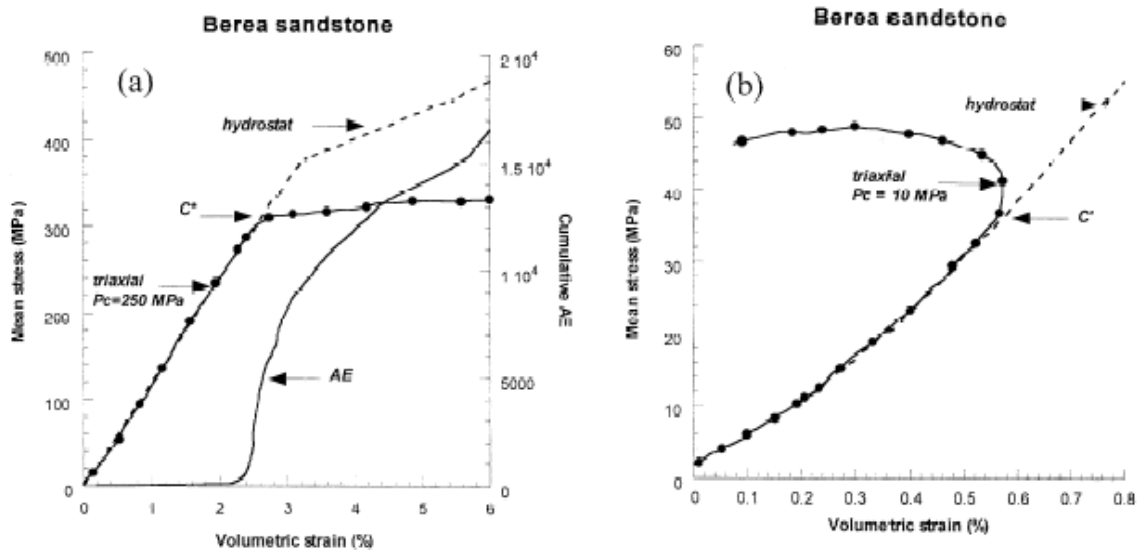 Berea sandstone
(a)
500
400
300
200
100
0
Mean stress (MPa)
hydrostat
C*
triaxial
Pc=250 MPa
AE
2 10⁴
1.5 10⁴
1 10⁴
5000
0
Cumulative AE
0 1 2 3 4 5 6
Volumetric strain (%)
Berea sandstone
(b)
60
50
40
30
20
10
0
Mean stress (MPa)
hydrostat
triaxial
Pc = 10 MPa
C'
0 0.1 0.2 0.3 0.4 0.5 0.6 0.7 0.8
Volumetric strain (%)